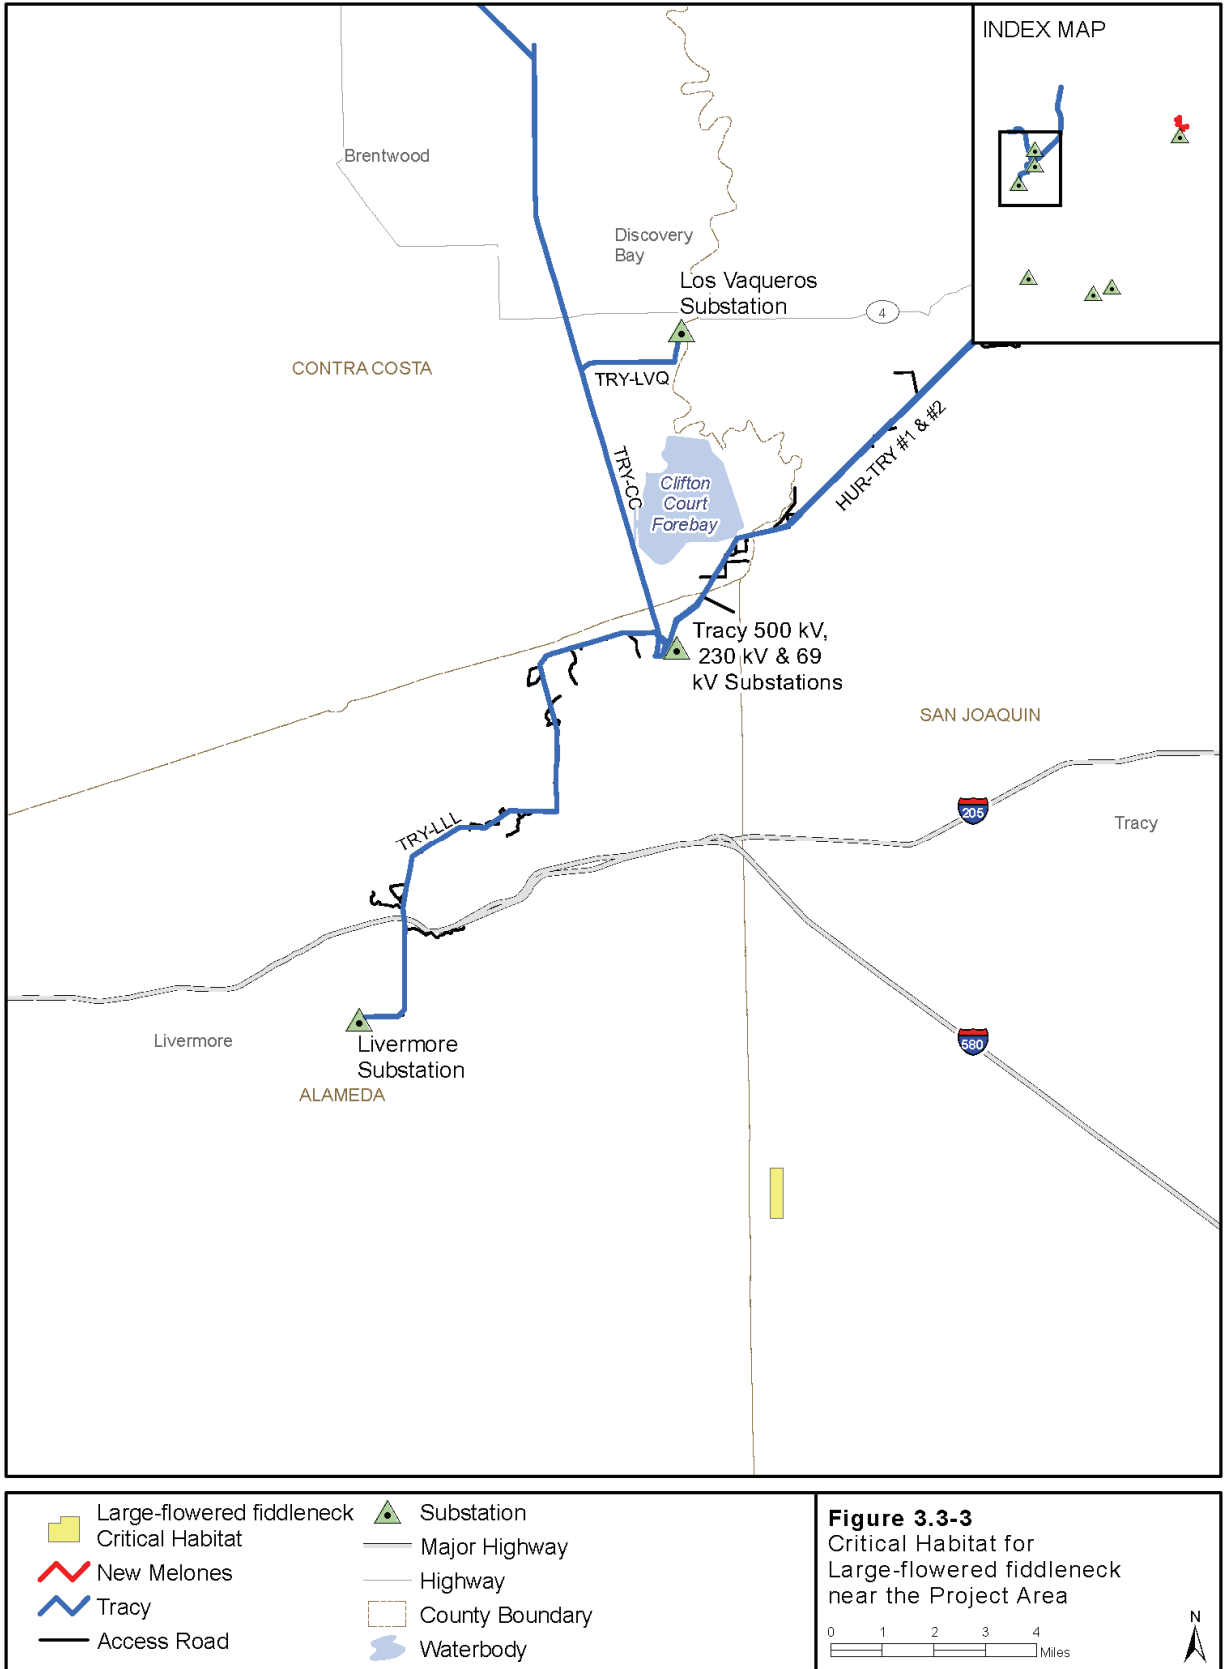 INDEX MAP
Brentwood
Discovery
Bay
Los Vaqueros
Substation
4
CONTRA COSTA
TRY-LVQ
HUR-TRY #1 & #2
TRY-CC
Clifton
Court
Forebay
Tracy 500 kV,
230 kV & 69
kV Substations
SAN JOAQUIN
205
Tracy
TRY-LLL
580
Livermore
Livermore
Substation
ALAMEDA
Large-flowered fiddleneck
Critical Habitat
New Melones
Tracy
Access Road
Substation
Major Highway
Highway
County Boundary
Waterbody
Figure 3.3-3
Critical Habitat for
Large-flowered fiddleneck
near the Project Area
0 1 2 3 4
Miles
N